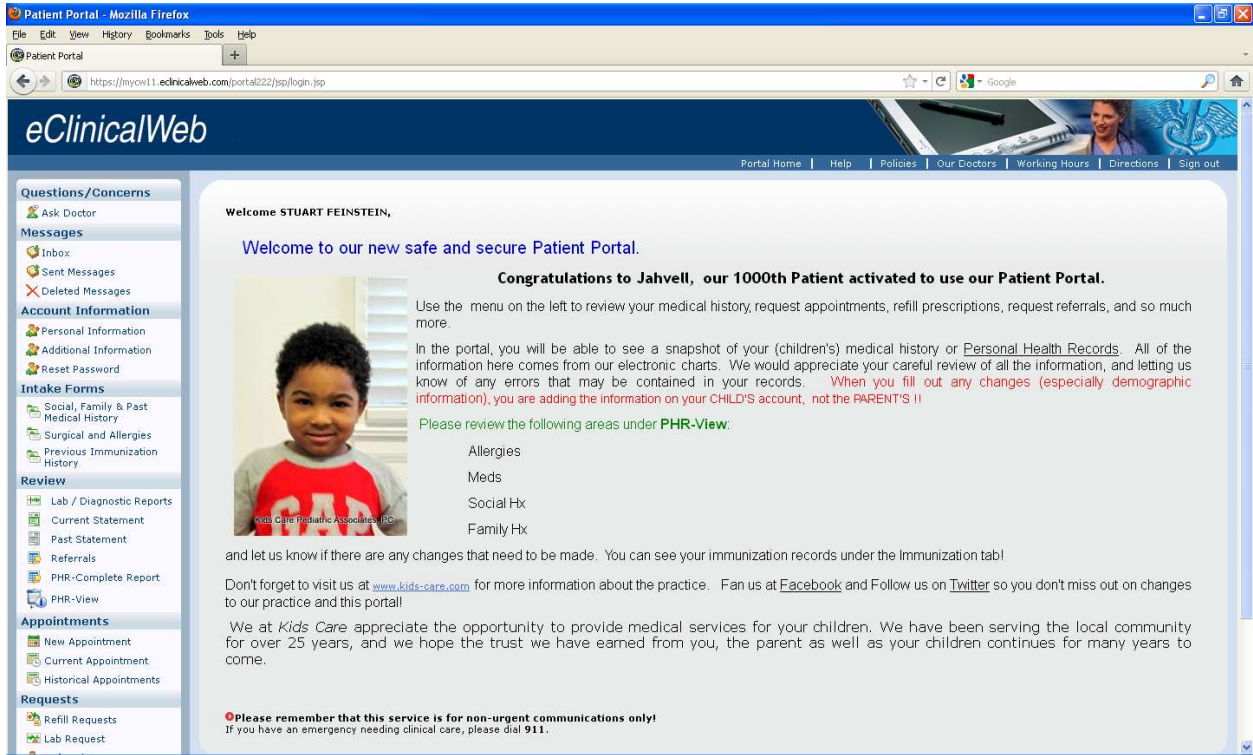 Patient Portal - Mozilla Firefox
File Edit View History Bookmarks Tools Help
Patient Portal
https://mycw11.eclinicalweb.com/portal222/jsp/login.jsp
Google
eClinicalWeb
Portal Home | Help | Policies | Our Doctors | Working Hours | Directions | Sign out
Questions/Concerns
Ask Doctor
Messages
Inbox
Sent Messages
Deleted Messages
Account Information
Personal Information
Additional Information
Reset Password
Intake Forms
Social, Family & Past
Medical History
Surgical and Allergies
Previous Immunization
History
Review
Lab / Diagnostic Reports
Current Statement
Past Statement
Referrals
PHR-Complete Report
PHR-View
Appointments
New Appointment
Current Appointment
Historical Appointments
Requests
Refill Requests
Lab Request
Welcome STUART FEINSTEIN,
Welcome to our new safe and secure Patient Portal.
Congratulations to Jahvell, our 1000th Patient activated to use our Patient Portal.
GAP
Kids Care Pediatric Associates, PC
Use the menu on the left to review your medical history, request appointments, refill prescriptions, request referrals, and so much
more.
In the portal, you will be able to see a snapshot of your (children's) medical history or Personal Health Records. All of the
information here comes from our electronic charts. We would appreciate your careful review of all the information, and letting us
know of any errors that may be contained in your records. When you fill out any changes (especially demographic
information), you are adding the information on your CHILD'S account, not the PARENT'S !!
Please review the following areas under PHR-View:
Allergies
Meds
Social Hx
Family Hx
and let us know if there are any changes that need to be made. You can see your immunization records under the Immunization tab!
Don't forget to visit us at www.kids-care.com for more information about the practice. Fan us at Facebook and Follow us on Twitter so you don't miss out on changes
to our practice and this portal!
We at Kids Care appreciate the opportunity to provide medical services for your children. We have been serving the local community
for over 25 years, and we hope the trust we have earned from you, the parent as well as your children continues for many years to
come.
Please remember that this service is for non-urgent communications only!
If you have an emergency needing clinical care, please dial 911.